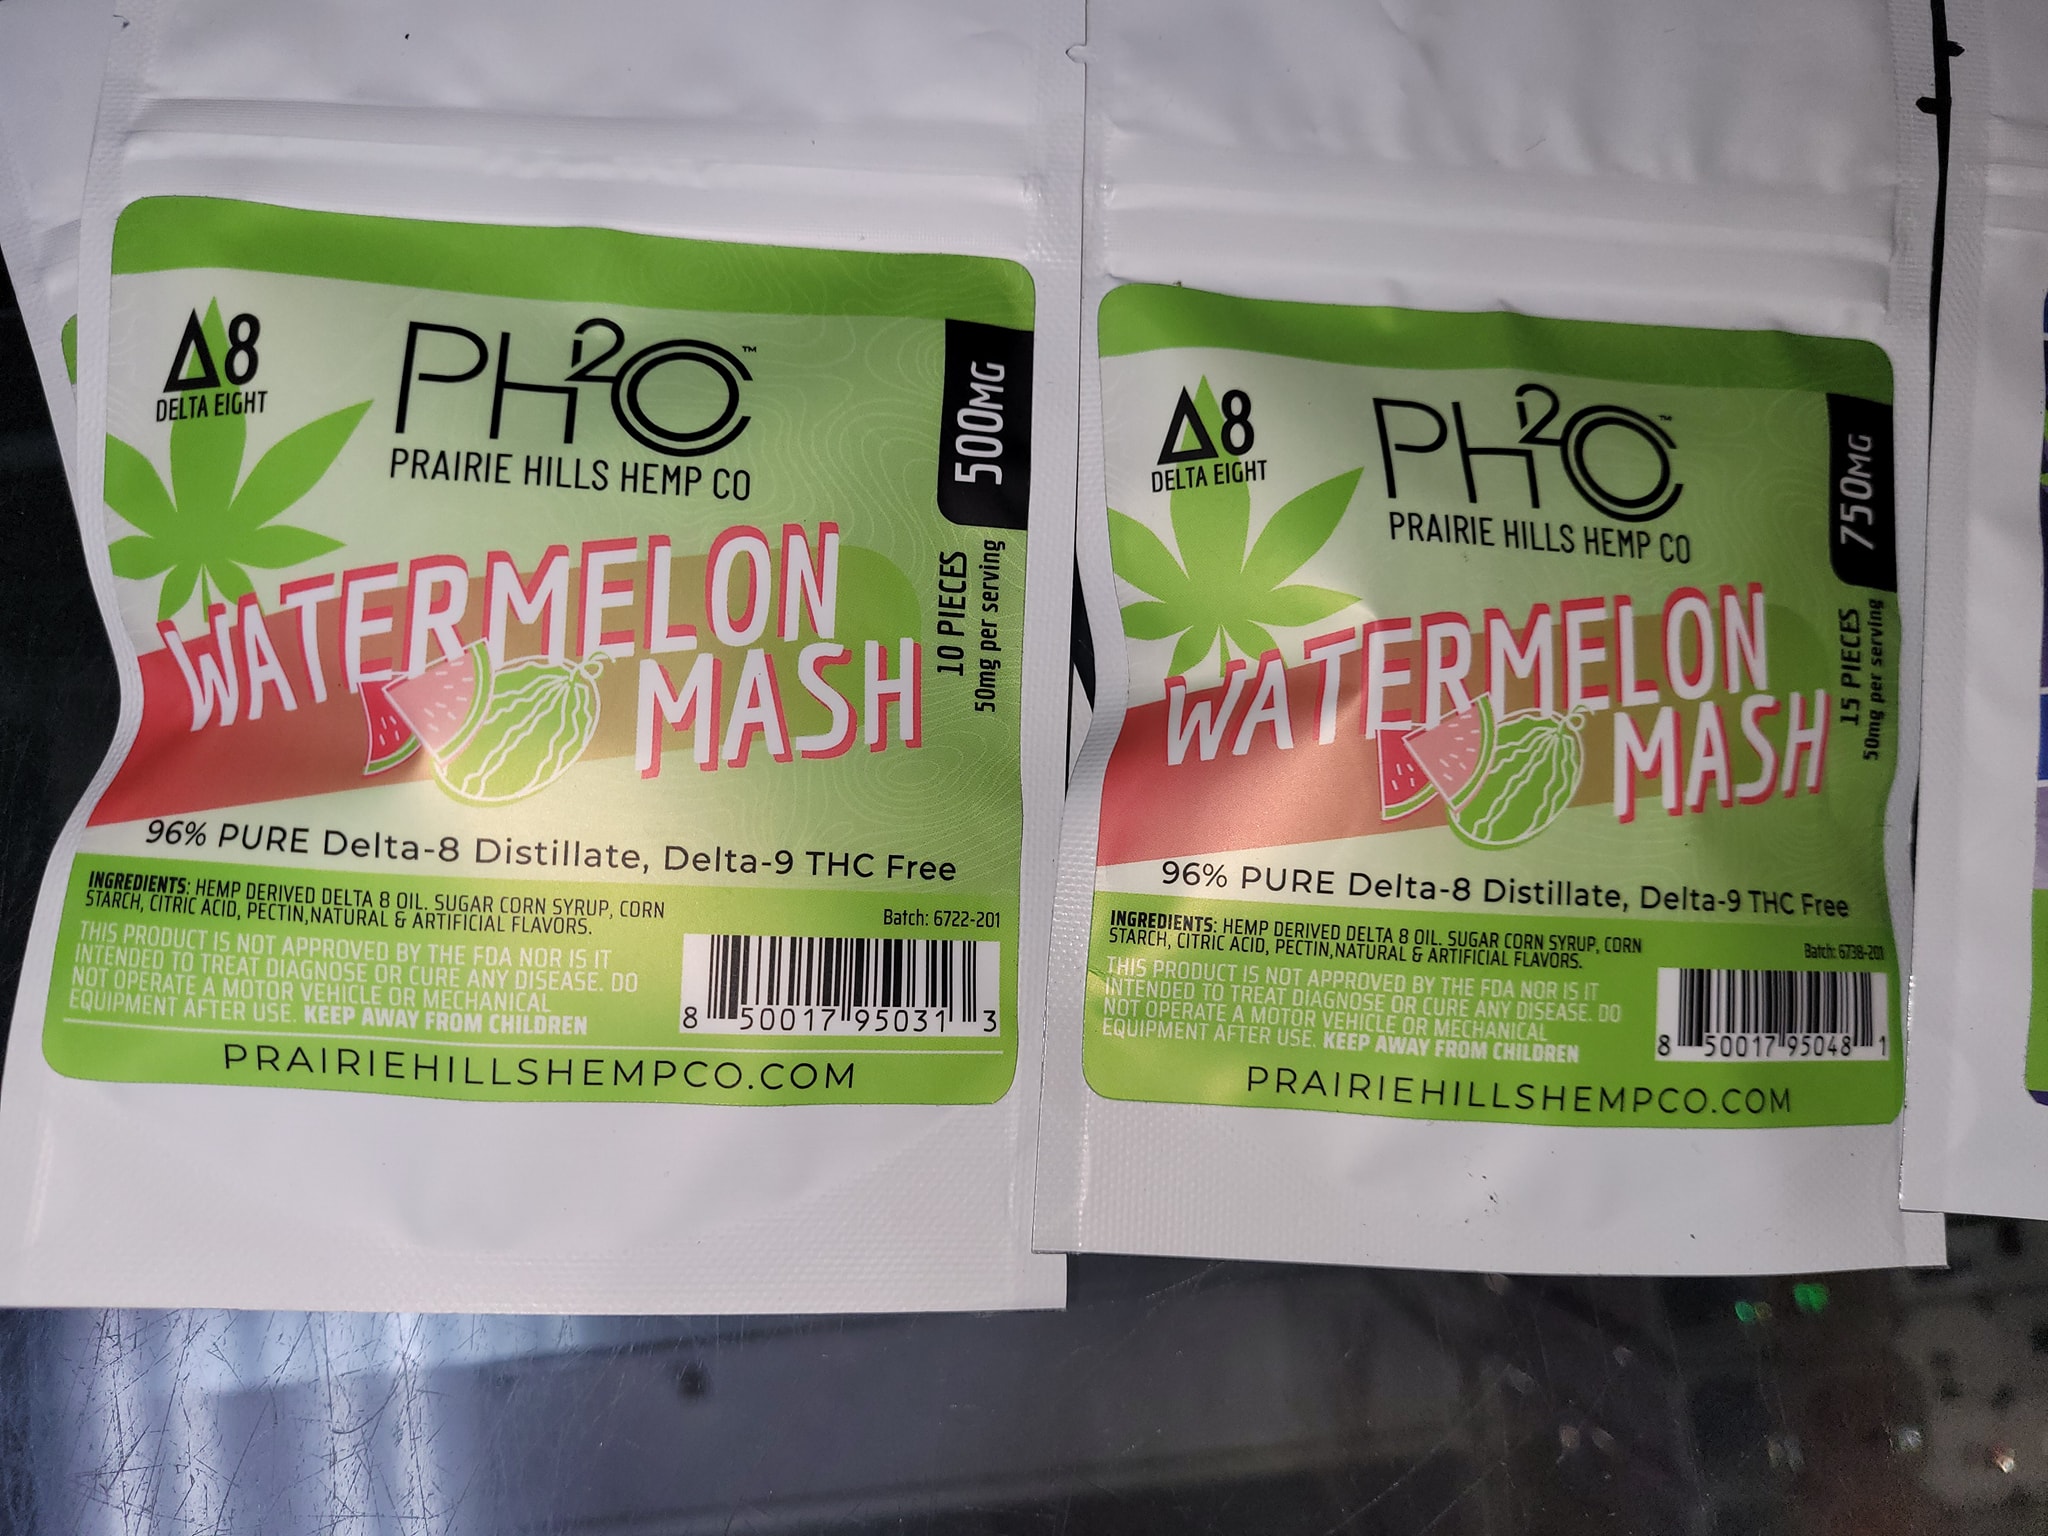 Δ8
DELTA EIGHT
PH2C™
PRAIRIE HILLS HEMP CO
500MG
10 PIECES
50mg per serving
WATERMELON
MASH
96% PURE Delta-8 Distillate, Delta-9 THC Free
INGREDIENTS: HEMP DERIVED DELTA 8 OIL. SUGAR CORN SYRUP, CORN
STARCH, CITRIC ACID, PECTIN,NATURAL & ARTIFICIAL FLAVORS.
THIS PRODUCT IS NOT APPROVED BY THE FDA NOR IS IT
INTENDED TO TREAT DIAGNOSE OR CURE ANY DISEASE. DO
NOT OPERATE A MOTOR VEHICLE OR MECHANICAL
EQUIPMENT AFTER USE. KEEP AWAY FROM CHILDREN
Batch: 6722-201
8 50017 95031 3
PRAIRIEHILLSHEMPCO.COM
Δ8
DELTA EIGHT
PH2C™
PRAIRIE HILLS HEMP CO
750MG
15 PIECES
50mg per serving
WATERMELON
MASH
96% PURE Delta-8 Distillate, Delta-9 THC Free
INGREDIENTS: HEMP DERIVED DELTA 8 OIL. SUGAR CORN SYRUP, CORN
STARCH, CITRIC ACID, PECTIN,NATURAL & ARTIFICIAL FLAVORS.
THIS PRODUCT IS NOT APPROVED BY THE FDA NOR IS IT
INTENDED TO TREAT DIAGNOSE OR CURE ANY DISEASE. DO
NOT OPERATE A MOTOR VEHICLE OR MECHANICAL
EQUIPMENT AFTER USE. KEEP AWAY FROM CHILDREN
Batch: 6738-201
8 50017 95048 1
PRAIRIEHILLSHEMPCO.COM